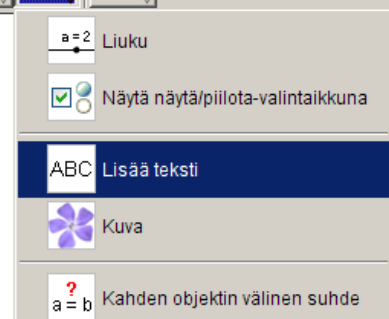 a=2 Liuku
Näytä näytä/piilota-valintaikkuna
ABC Lisää teksti
Kuva
?
a=b Kahden objektin välinen suhde